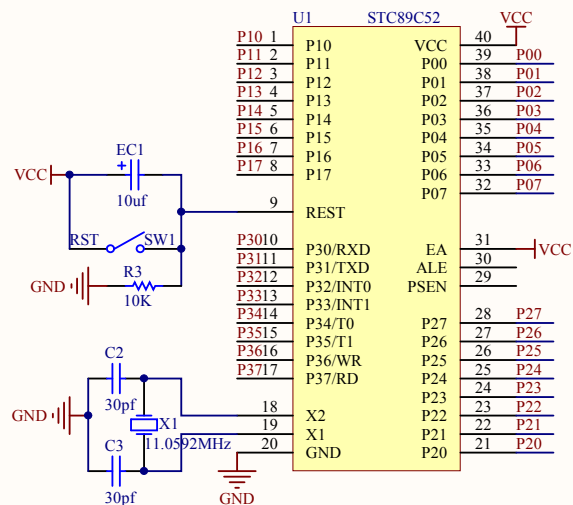 U1 STC89C52 VCC
P10 1 P10 VCC 40
P11 2 P11 P00 39 P00
P12 3 P12 P01 38 P01
P13 4 P13 P02 37 P02
P14 5 P14 P03 36 P03
P15 6 P15 P04 35 P04
P16 7 P16 P05 34 P05
P17 8 P17 P06 33 P06
P07 32 P07
EC1
VCC + 10uf
9 REST
RST SW1
R3
GND 10K
P30 10 P30/RXD EA 31 VCC
P31 11 P31/TXD ALE 30
P32 12 P32/INT0 PSEN 29
P33 13 P33/INT1
P34 14 P34/T0 P27 28 P27
P35 15 P35/T1 P26 27 P26
P36 16 P36/WR P25 26 P25
P37 17 P37/RD P24 25 P24
P23 24 P23
C2
30pf
18 X2 P22 23 P22
GND X1
11.0592MHz
19 X1 P21 22 P21
20 GND P20 21 P20
C3
30pf
GND